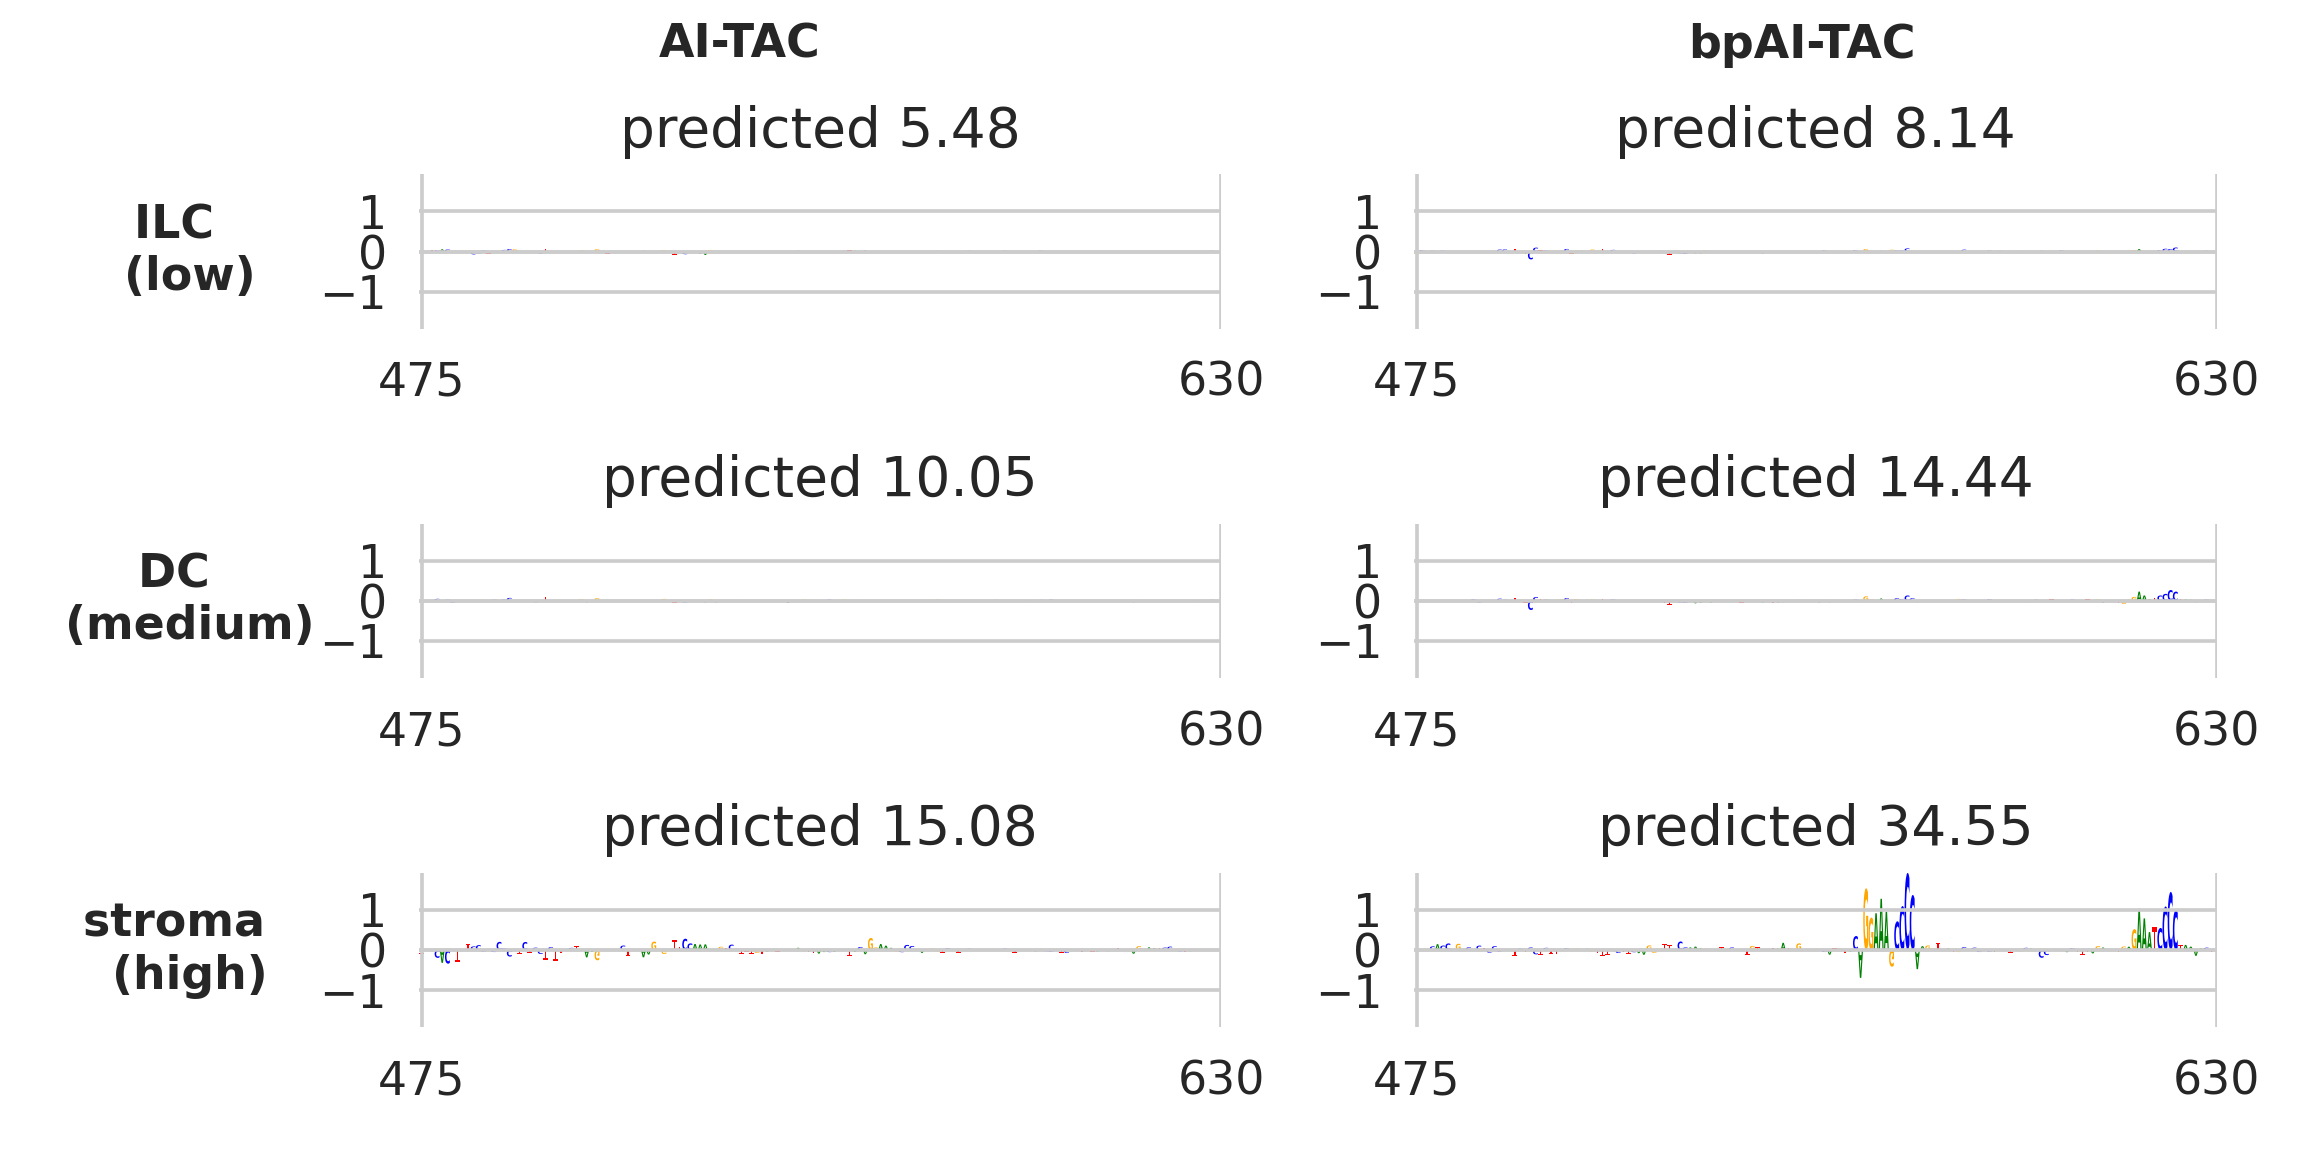 AI-TAC bpAI-TAC
predicted 5.48 predicted 8.14
ILC
(low)
1 1
0 0
−1 −1
475 630 475 630
predicted 10.05 predicted 14.44
DC
(medium)
1 1
0 0
−1 −1
475 630 475 630
predicted 15.08 predicted 34.55
stroma
(high)
1 1
0 0
−1 −1
475 630 475 630